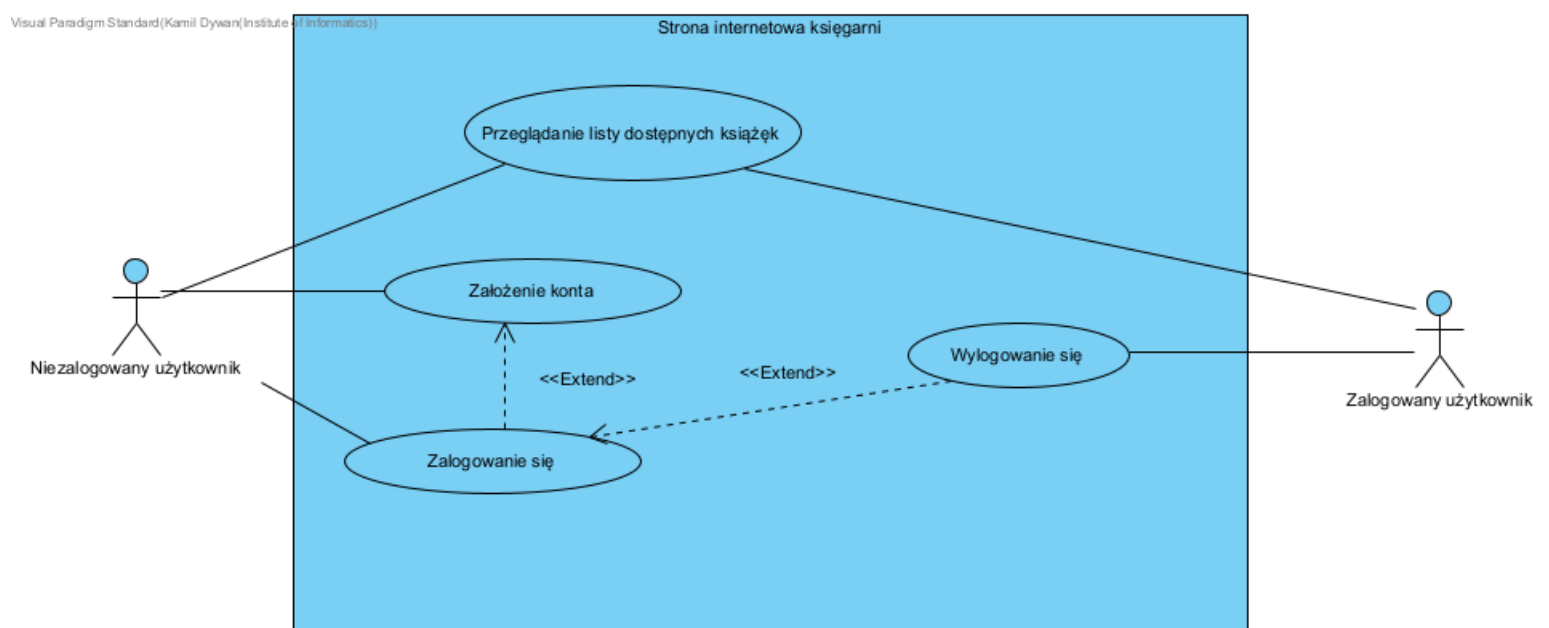 Visual Paradigm Standard(Kamil Dywan(Institute of Informatics))
Strona internetowa księgarni
Przeglądanie listy dostępnych książęk
Założenie konta
Niezalogowany użytkownik
Wylogowanie się
<<Extend>>
<<Extend>>
Zalogowany użytkownik
Zalogowanie się